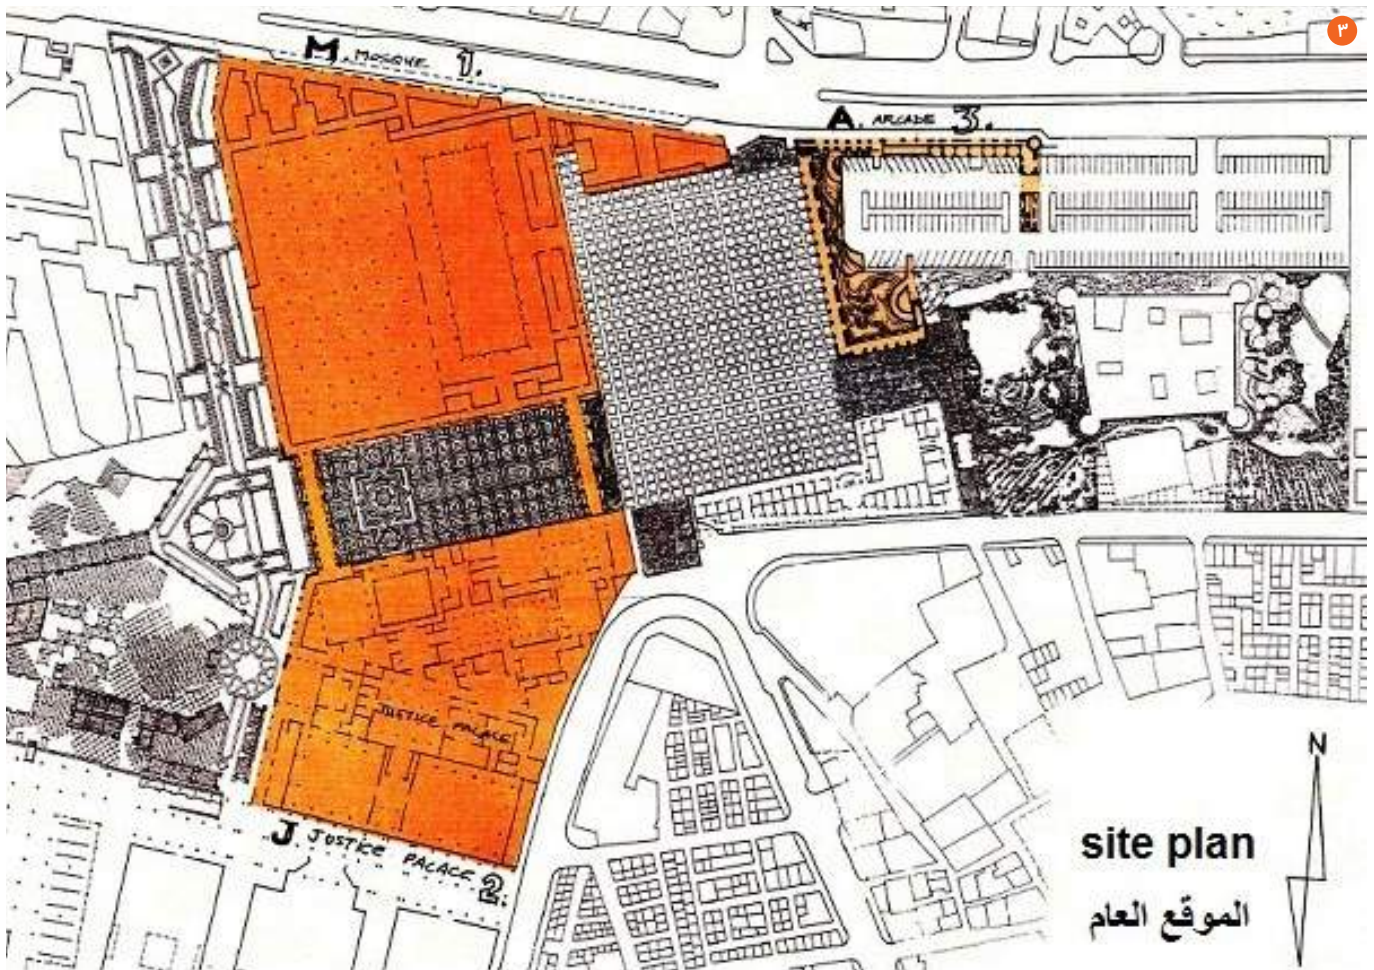 ٣
M. MOSQUE 1.
A. ARCADE 3.
JUSTICE PALACE
J JUSTICE PALACE 2.
N
site plan
الموقع العام